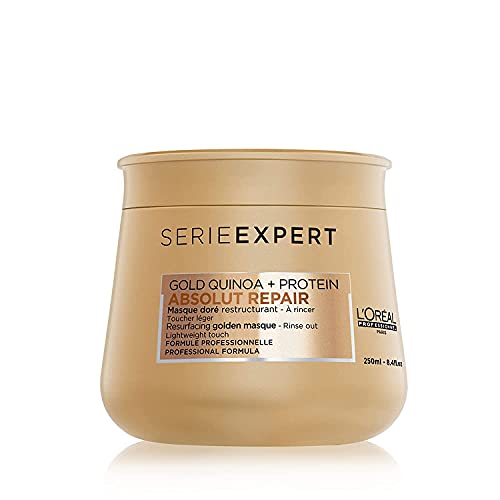 SERIEEXPERT
GOLD QUINOA + PROTEIN
ABSOLUT REPAIR
Masque doré restructurant - À rincer
Toucher léger
Resurfacing golden masque - Rinse out
Lightweight touch
FORMULE PROFESSIONNELLE
PROFESSIONAL FORMULA
L'ORÉAL
PROFESSIONNEL
PARIS
250ml - 8.4fl.oz